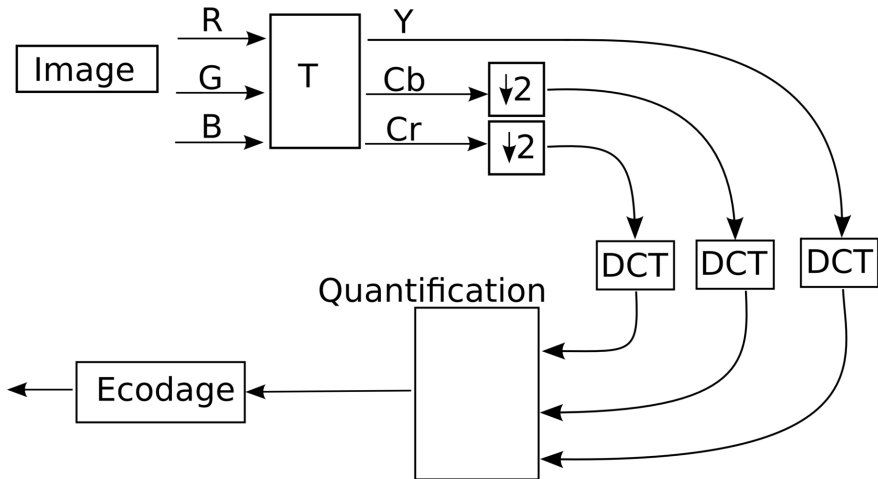 Image
R
G
B
T
Y
Cb
Cr
↓2
↓2
DCT
DCT
DCT
Quantification
Ecodage